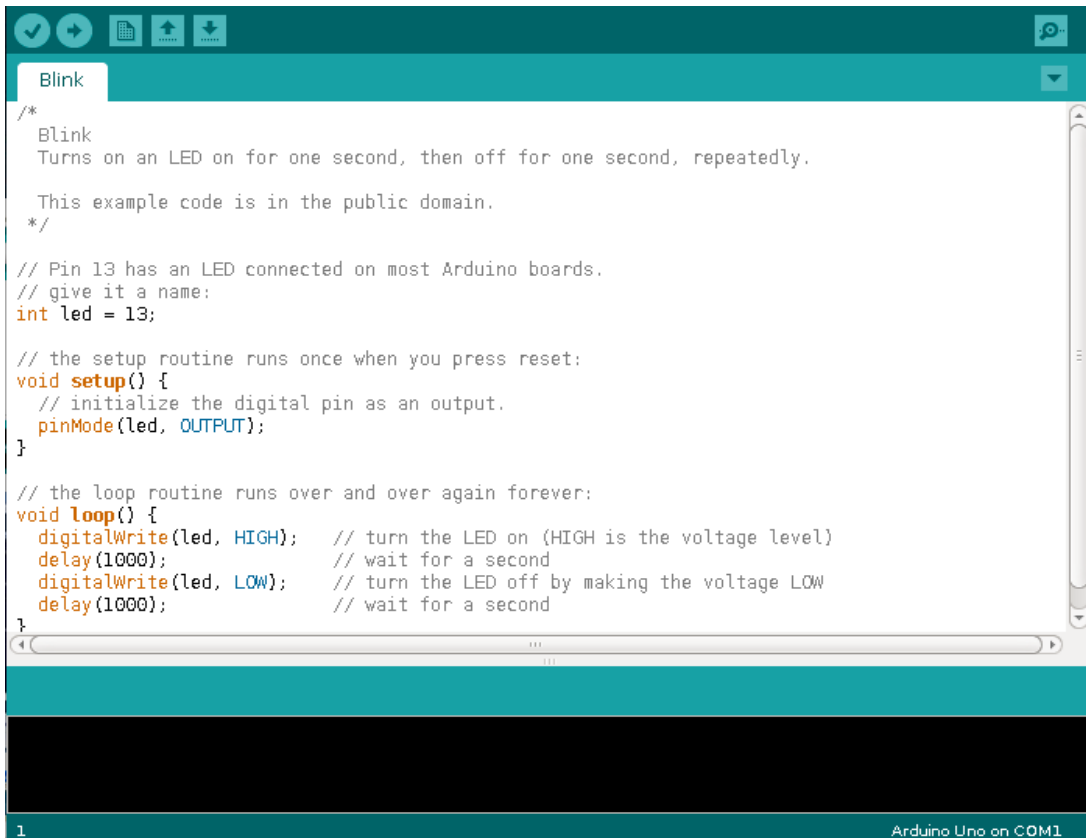 Blink
/*
  Blink
  Turns on an LED on for one second, then off for one second, repeatedly.

  This example code is in the public domain.
 */

// Pin 13 has an LED connected on most Arduino boards.
// give it a name:
int led = 13;

// the setup routine runs once when you press reset:
void setup() {
  // initialize the digital pin as an output.
  pinMode(led, OUTPUT);
}

// the loop routine runs over and over again forever:
void loop() {
  digitalWrite(led, HIGH);   // turn the LED on (HIGH is the voltage level)
  delay(1000);               // wait for a second
  digitalWrite(led, LOW);    // turn the LED off by making the voltage LOW
  delay(1000);               // wait for a second
}
1
Arduino Uno on COM1